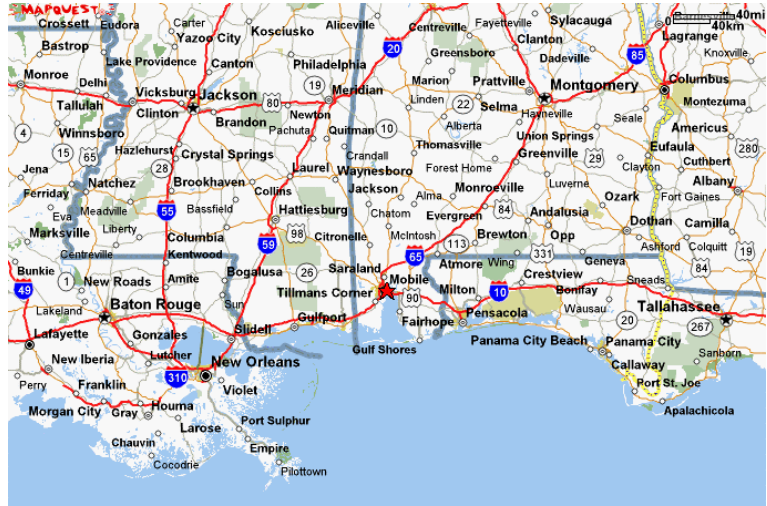 MAPQUEST
Crossett
Eudora
Carter
Yazoo City
Kosciusko
Aliceville
Centreville
Fayetteville
Sylacauga
40mi
40km
Lagrange
Bastrop
Lake Providence
Canton
Philadelphia
20
Greensboro
Clanton
Dadeville
85
Knoxville
Monroe
Delhi
Vicksburg
Jackson
19
Meridian
Marion
Prattville
Montgomery
Columbus
Tallulah
Clinton
80
Linden
22
Selma
Montezuma
Brandon
Newton
Hayneville
Seale
4
Winnsboro
Pachuta
Quitman
10
Alberta
Union Springs
Americus
15
65
Hazlehurst
Crystal Springs
Crandall
Thomasville
Greenville
Eufaula
280
Jena
28
Laurel
Waynesboro
Forest Home
29
Clayton
Cuthbert
Ferriday
Natchez
Brookhaven
Collins
Jackson
Alma
Monroeville
Luverne
Ozark
Fort Gaines
Albany
Eva
Meadville
55
Bassfield
Hattiesburg
Chatom
Evergreen
84
Andalusia
Dothan
Camilla
Marksville
Liberty
Columbia
59
98
Citronelle
McIntosh
113
Brewton
Opp
Ashford
Colquitt
19
Centreville
Kentwood
65
331
Bunkie
New Roads
Amite
Bogalusa
26
Saraland
Mobile
Atmore
Wing
Geneva
Crestview
Sneads
84
49
1
Sun
Tillmans Corner
90
Milton
10
Bonifay
Tallahassee
Lakeland
Baton Rouge
Gulfport
Fairhope
Pensacola
Wausau
20
267
Lafayette
Gonzales
Slidell
Gulf Shores
Panama City Beach
Panama City
New Iberia
Lutcher
New Orleans
Callaway
Sanborn
Perry
Franklin
310
Violet
Port St. Joe
Morgan City
Gray
Houma
Larose
Port Sulphur
Apalachicola
Chauvin
Empire
Cocodrie
Pilottown